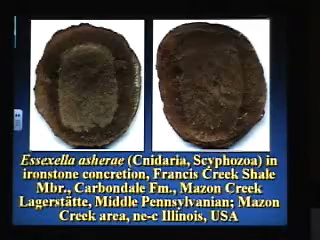 Essexella asherae (Cnidaria, Scyphozoa) in
ironstone concretion, Francis Creek Shale
Mbr., Carbondale Fm., Mazon Creek
Lagerstätte, Middle Pennsylvanian; Mazon
Creek area, ne-c Illinois, USA